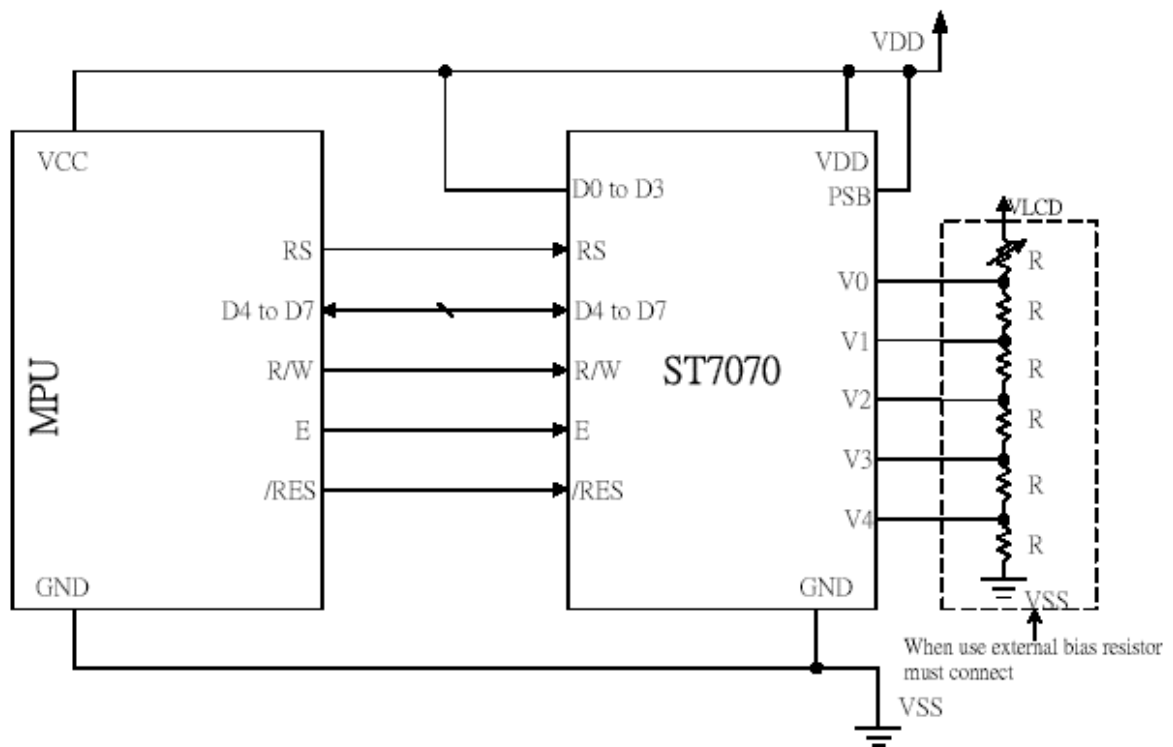 VDD
VCC
VDD
D0 to D3
PSB
VLCD
RS
RS
R
V0
D4 to D7
D4 to D7
R
V1
MPU
R/W
R/W
ST7070
R
V2
E
E
R
V3
/RES
/RES
R
V4
R
GND
GND
VSS
When use external bias resistor
must connect
VSS